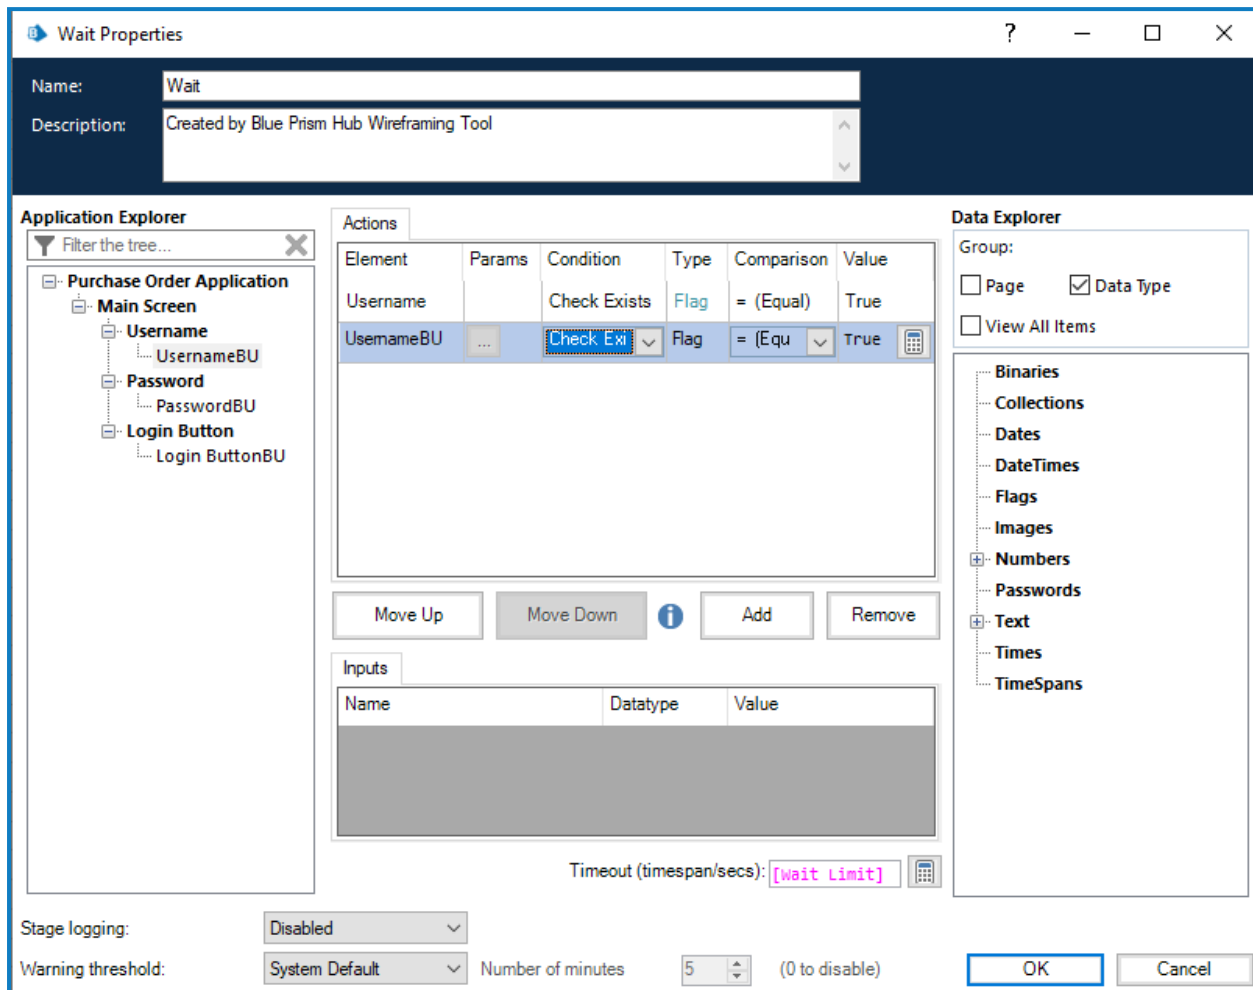 Wait Properties
Name:
Wait
Description:
Created by Blue Prism Hub Wireframing Tool
Application Explorer
Filter the tree...
Purchase Order Application
Main Screen
Username
UsernameBU
Password
PasswordBU
Login Button
Login ButtonBU
Actions
Element Params Condition Type Comparison Value
Username Check Exists Flag = (Equal) True
UsernameBU ... Check Exi Flag = (Equ True
Move Up Move Down Add Remove
Inputs
Name Datatype Value
Timeout (timespan/secs): [Wait Limit]
Data Explorer
Group:
Page Data Type
View All Items
Binaries
Collections
Dates
DateTimes
Flags
Images
Numbers
Passwords
Text
Times
TimeSpans
Stage logging: Disabled
Warning threshold: System Default Number of minutes 5 (0 to disable)
OK Cancel